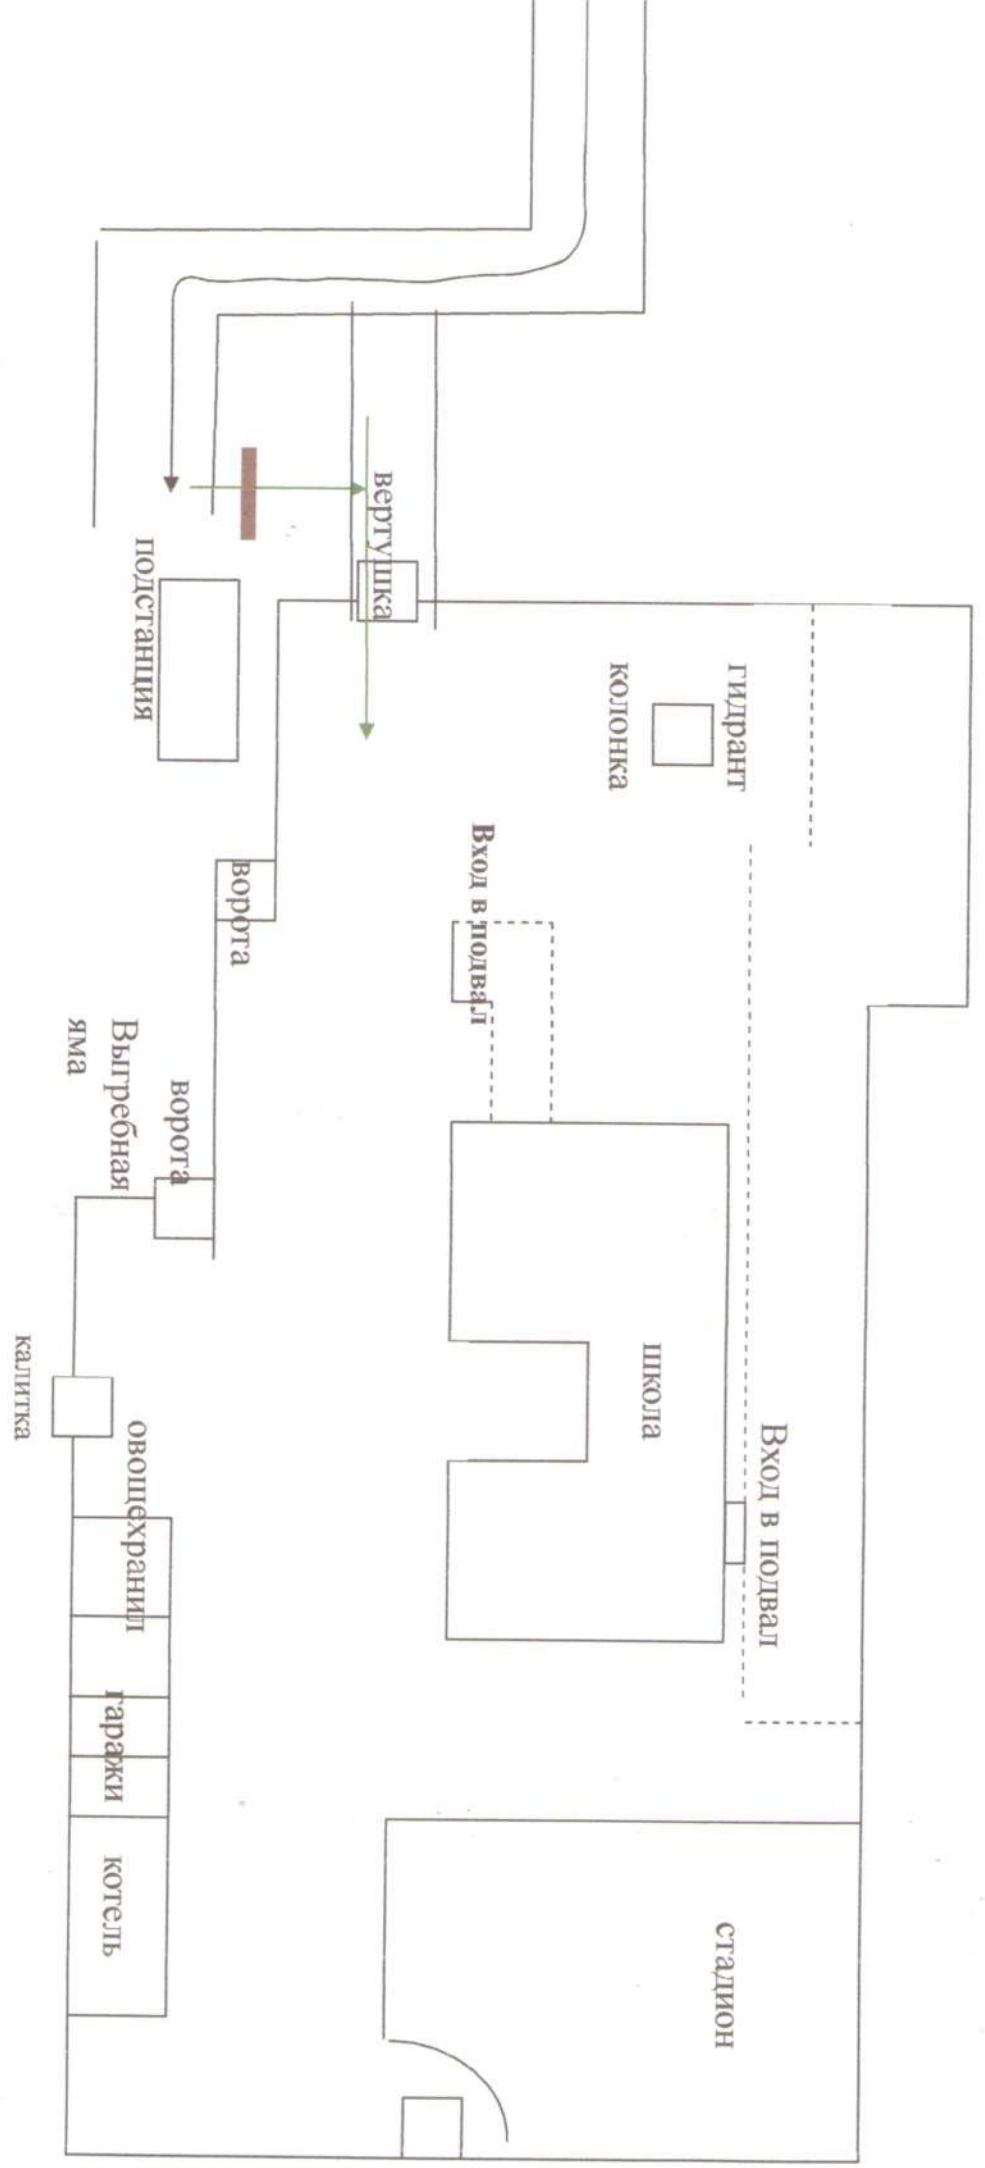 Вход в подвал
гидрант
стадион
школа
колонка
Вход в подвал
вертушка
ворота
ворота
подстанция
Выгребная
яма
овощехранил
гаражи
котель
калитка